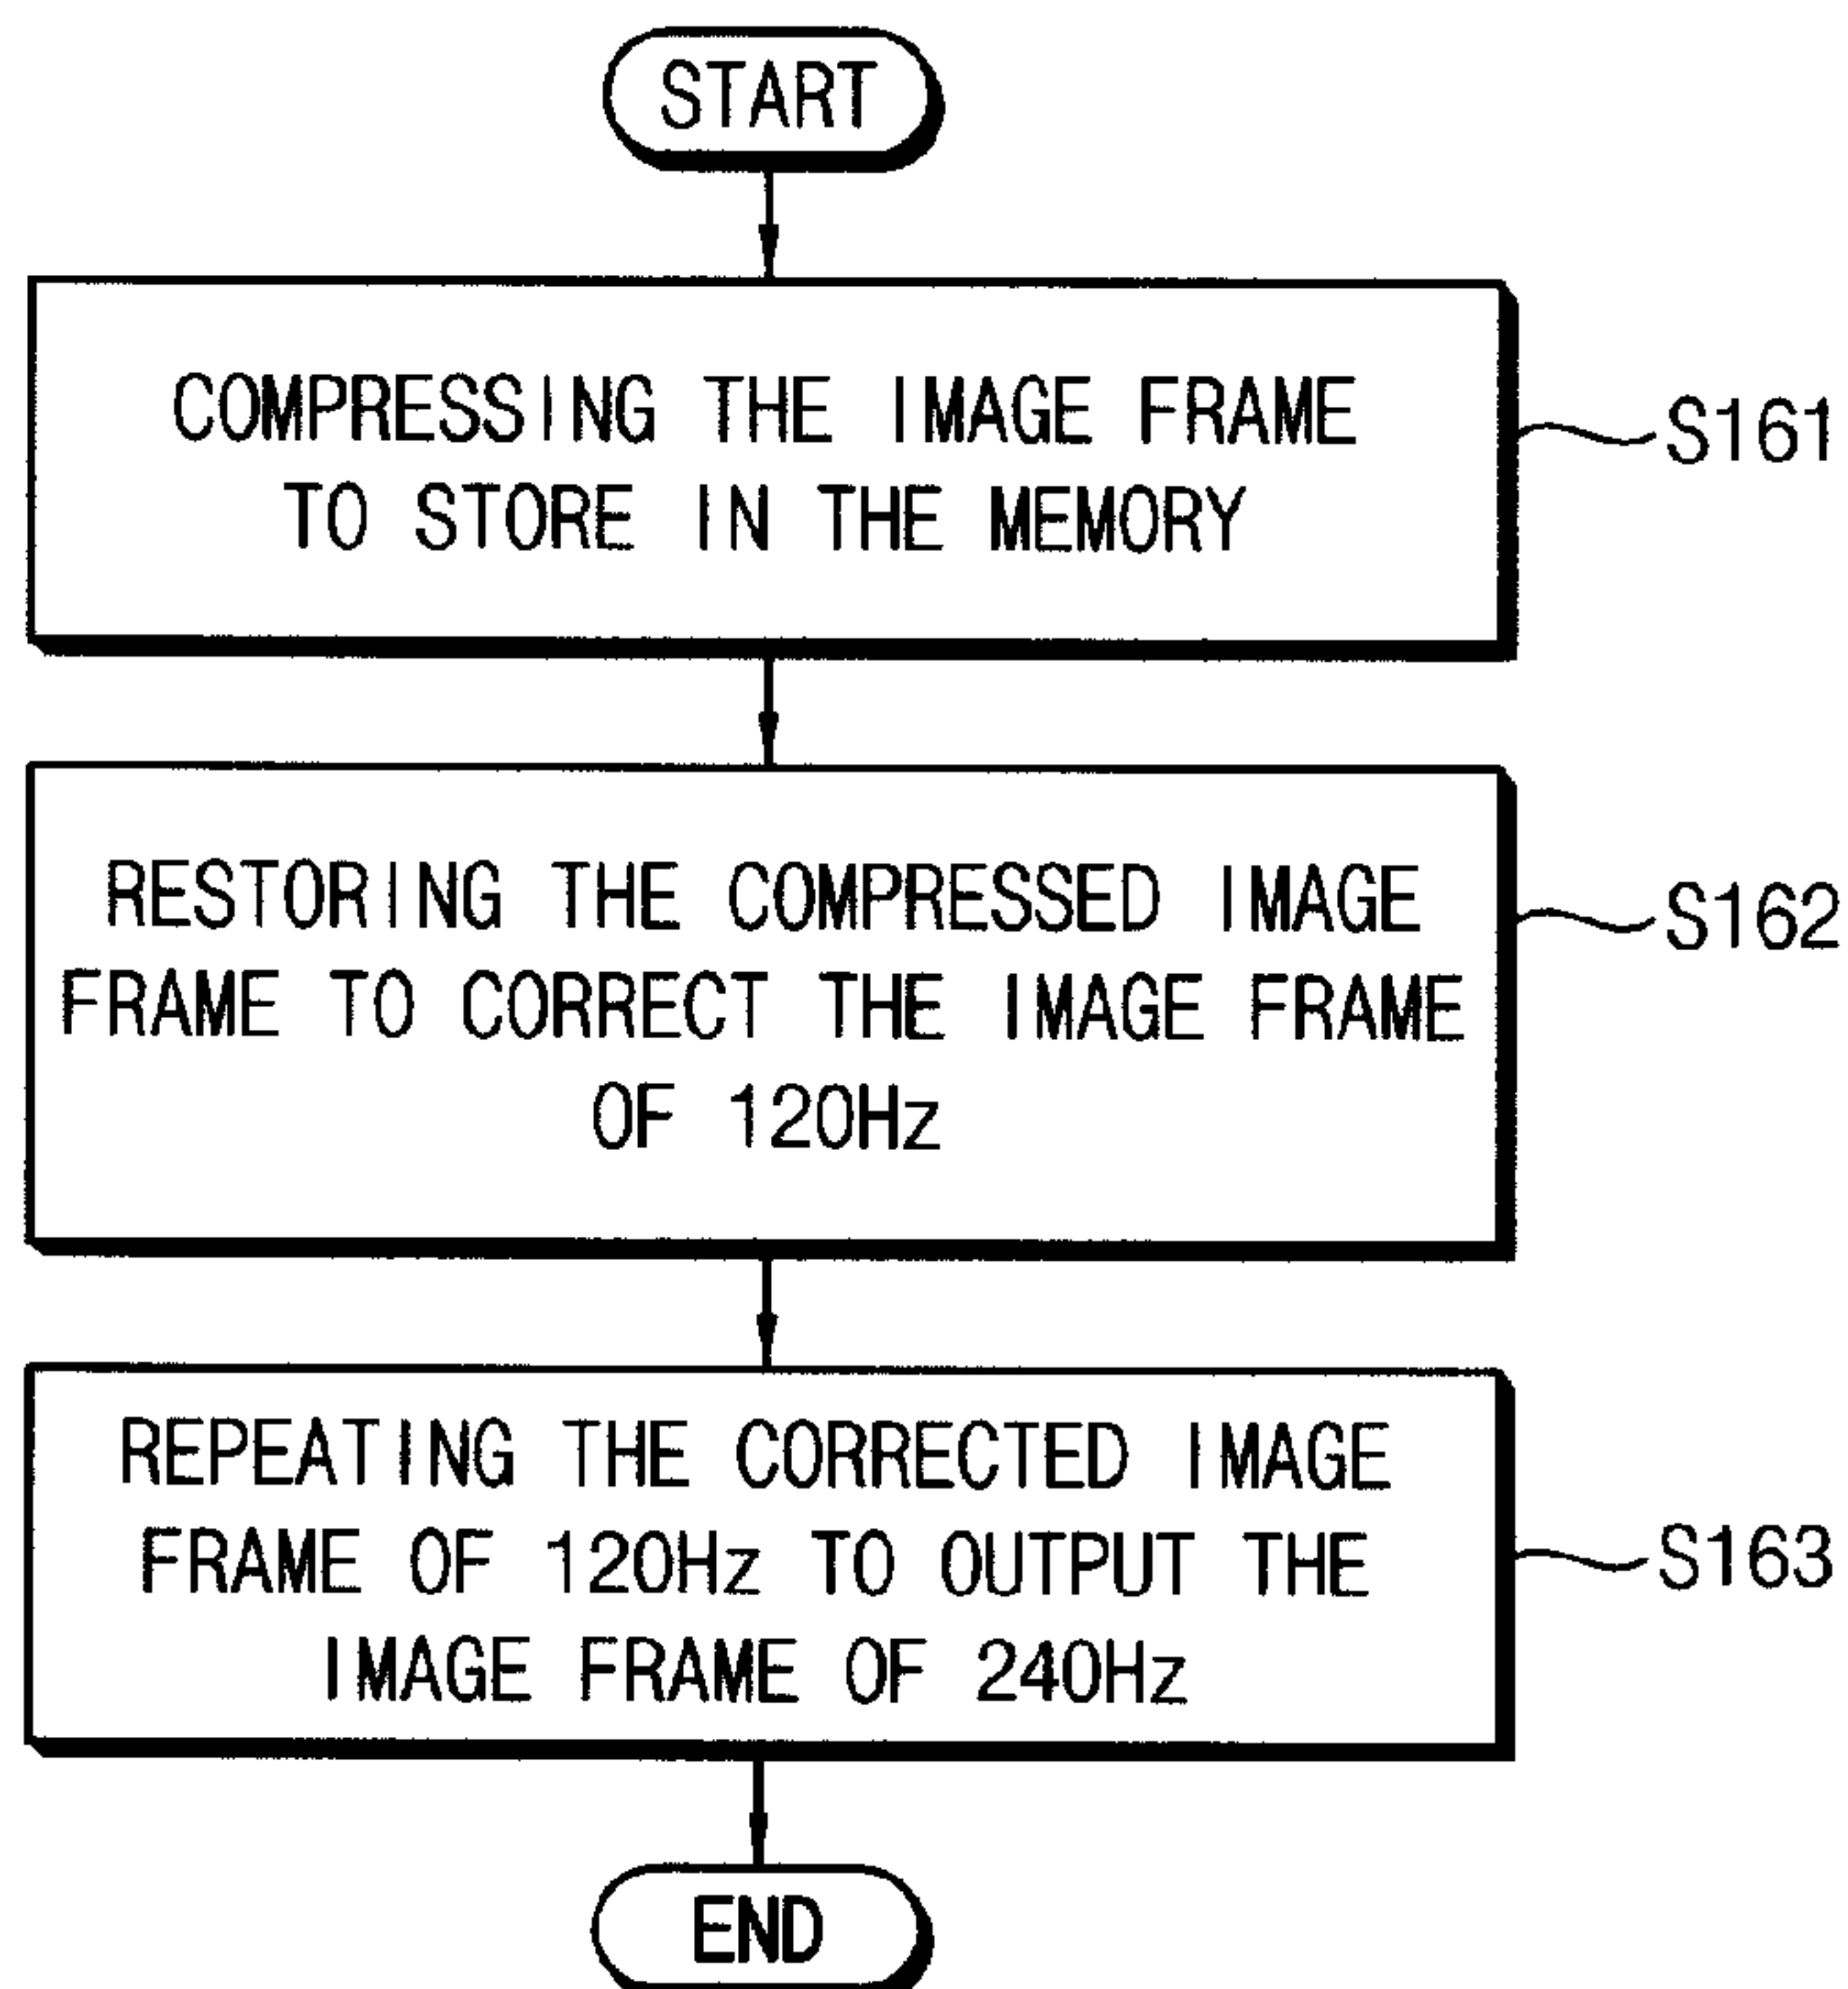 START
COMPRESSING THE IMAGE FRAME
TO STORE IN THE MEMORY
S161
RESTORING THE COMPRESSED IMAGE
FRAME TO CORRECT THE IMAGE FRAME
OF 120Hz
S162
REPEATING THE CORRECTED IMAGE
FRAME OF 120Hz TO OUTPUT THE
IMAGE FRAME OF 240Hz
S163
END